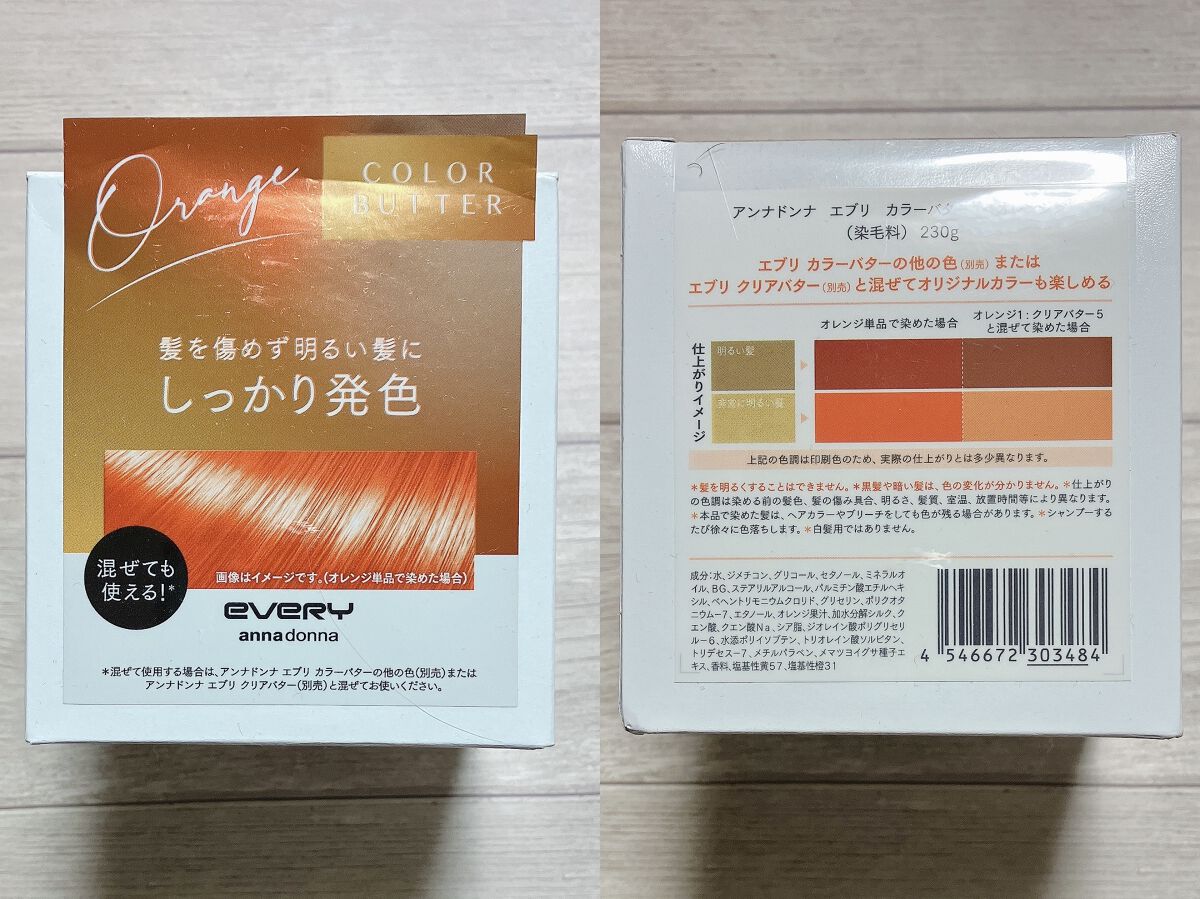 Orange
COLOR
BUTTER
髪を傷めず明るい髪に
しっかり発色
画像はイメージです。(オレンジ単品で染めた場合)
混ぜても
使える!*
eveRY
anna donna
*混ぜて使用する場合は、アンナドンナ エブリ カラーバターの他の色(別売)または
アンナドンナ エブリ クリアバター(別売)と混ぜてお使いください。
アンナドンナ エブリ カラーバタ
(染毛料) 230g
エブリ カラーバターの他の色(別売) または
エブリ クリアバター(別売) と混ぜてオリジナルカラーも楽しめる
オレンジ単品で染めた場合
オレンジ1:クリアバター5
と混ぜて染めた場合
仕上がりイメージ
明るい髪
非常に明るい髪
上記の色調は印刷色のため、実際の仕上がりとは多少異なります。
*髪を明るくすることはできません。*黒髪や暗い髪は、色の変化が分かりません。*仕上がり
の色調は染める前の髪色、髪の傷み具合、明るさ、髪質、室温、放置時間等により異なります。
*本品で染めた髪は、ヘアカラーやブリーチをしても色が残る場合があります。*シャンプーする
たび徐々に色落ちします。*白髪用ではありません。
成分:水、ジメチコン、グリコール、セタノール、ミネラルオ
イル、BG、ステアリルアルコール、パルミチン酸エチルヘキ
シル、ベヘントリモニウムクロリド、グリセリン、ポリクオタ
ニウム-7、エタノール、オレンジ果汁、加水分解シルク、ク
エン酸、クエン酸Na、シア脂、ジオレイン酸ポリグリセリ
ル-6、水添ポリイソブテン、トリオレイン酸ソルビタン、
トリデセス-7、メチルパラベン、メマツヨイグサ種子エ
キス、香料、塩基性黄57、塩基性橙31
4 546672 303484